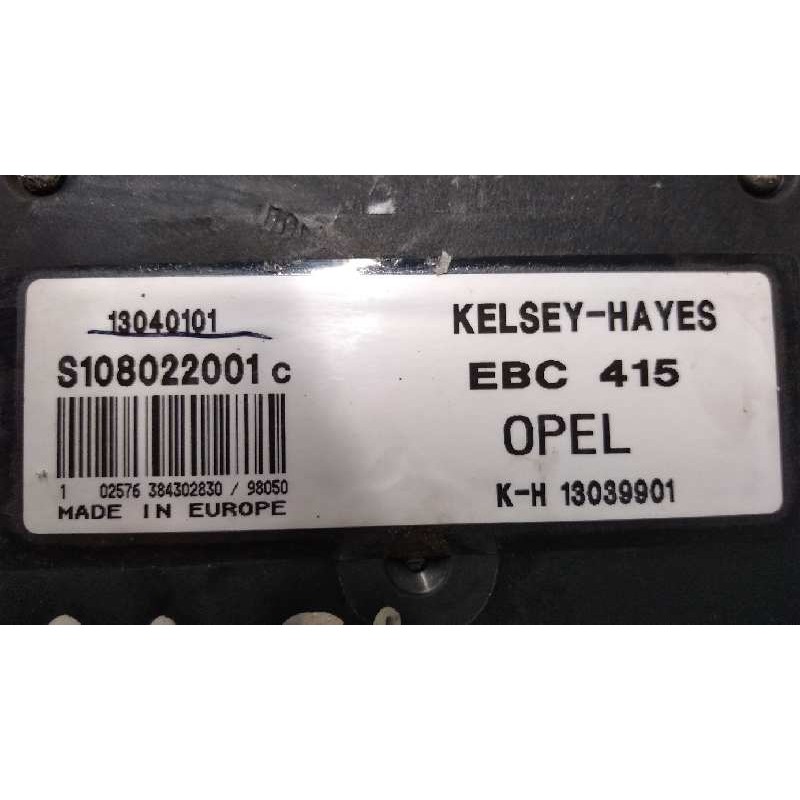 13040101
S108022001 C
1 02576 384302830 / 98050
MADE IN EUROPE
KELSEY-HAYES
EBC 415
OPEL
K-H 13039901